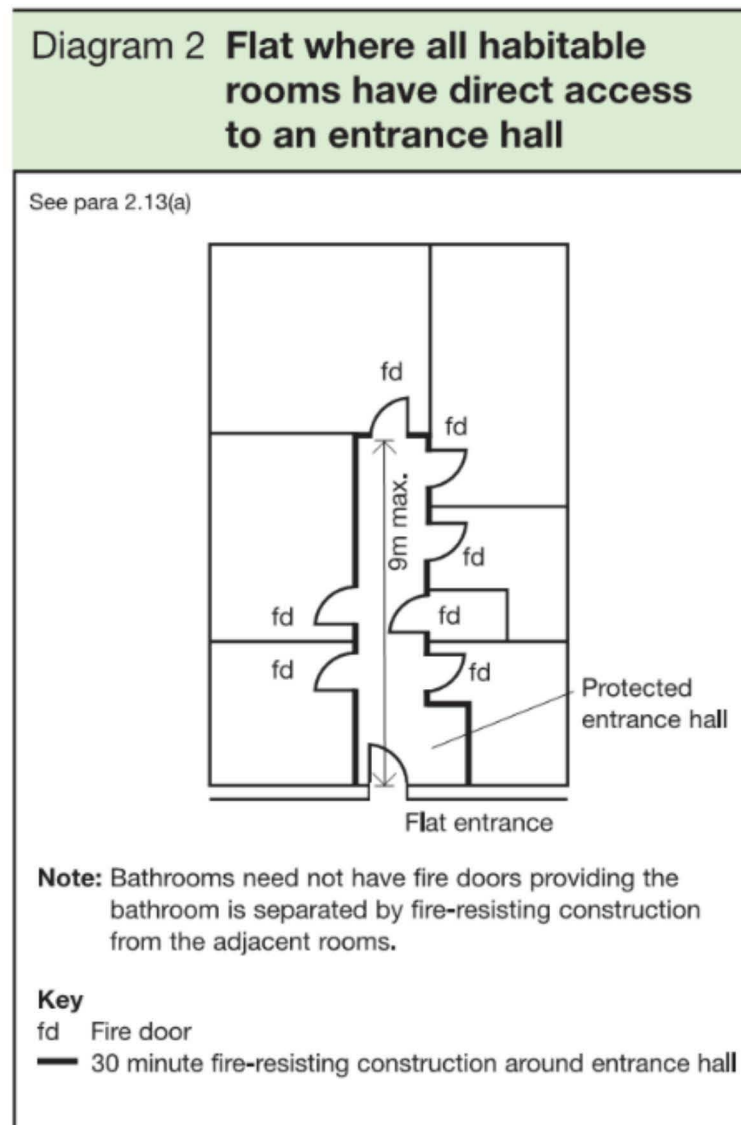 Diagram 2 Flat where all habitable
rooms have direct access
to an entrance hall
See para 2.13(a)
fd
fd
9m max.
fd
fd
fd
fd
fd
Protected
entrance hall
Flat entrance
Note: Bathrooms need not have fire doors providing the
bathroom is separated by fire-resisting construction
from the adjacent rooms.
Key
fd Fire door
30 minute fire-resisting construction around entrance hall